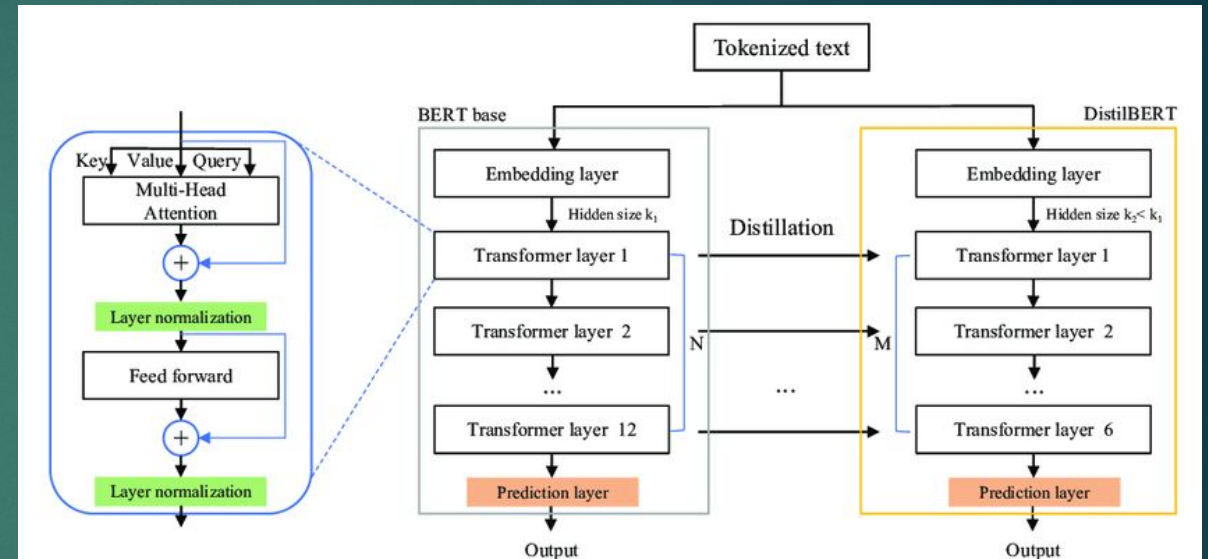 Tokenized text
BERT base
DistilBERT
Key Value Query
Multi-Head
Attention
+
Layer normalization
Feed forward
+
Layer normalization
Embedding layer
Hidden size k₁
Transformer layer 1
Transformer layer 2
...
Transformer layer 12
Prediction layer
Output
N
Distillation
...
M
Embedding layer
Hidden size k₂< k₁
Transformer layer 1
Transformer layer 2
...
Transformer layer 6
Prediction layer
Output